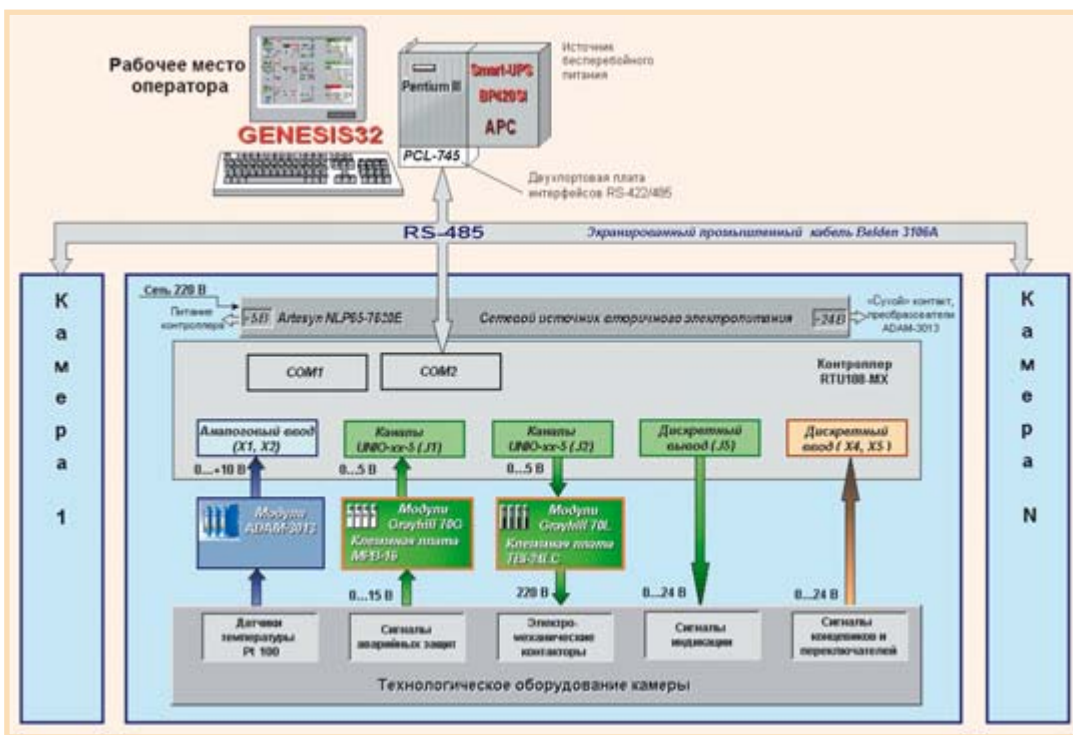 Рабочее место
оператора
GENESIS32
Pentium III
Smart-UPS
BP420SI
APC
Источник
бесперебойного
питания
PCL-745
Двухпортовая плата
интерфейсов RS-422/485
RS-485
Экранированный промышленный кабель Belden 3106A
Камера 1
Сеть 220 В
Питание
контроллера
~5В
Artesyn NLP65-7620E
Сетевой источник вторичного электропитания
~24В
«Сухой» контакт,
преобразователи
ADAM-3013
COM1
COM2
Контроллер
RTU188-MX
Аналоговый ввод
(X1, X2)
Каналы
UNIO-xx-5 (J1)
Каналы
UNIO-xx-5 (J2)
Дискретный
вывод (J5)
Дискретный
ввод ( X4, X5 )
0...+10 В
0...5 В
0...5 В
Модули
ADAM-3013
Модули
Grayhill 70G
Клеммная плата
MPB-16
Модули
Grayhill 70L
Клеммная плата
0...15 В
220 В
0...24 В
0...24 В
Датчики
температуры
Pt 100
Сигналы
аварийных защит
Электро-
механические
контакторы
Сигналы
индикации
Сигналы
концевиков и
переключателей
Технологическое оборудование камеры
Камера N